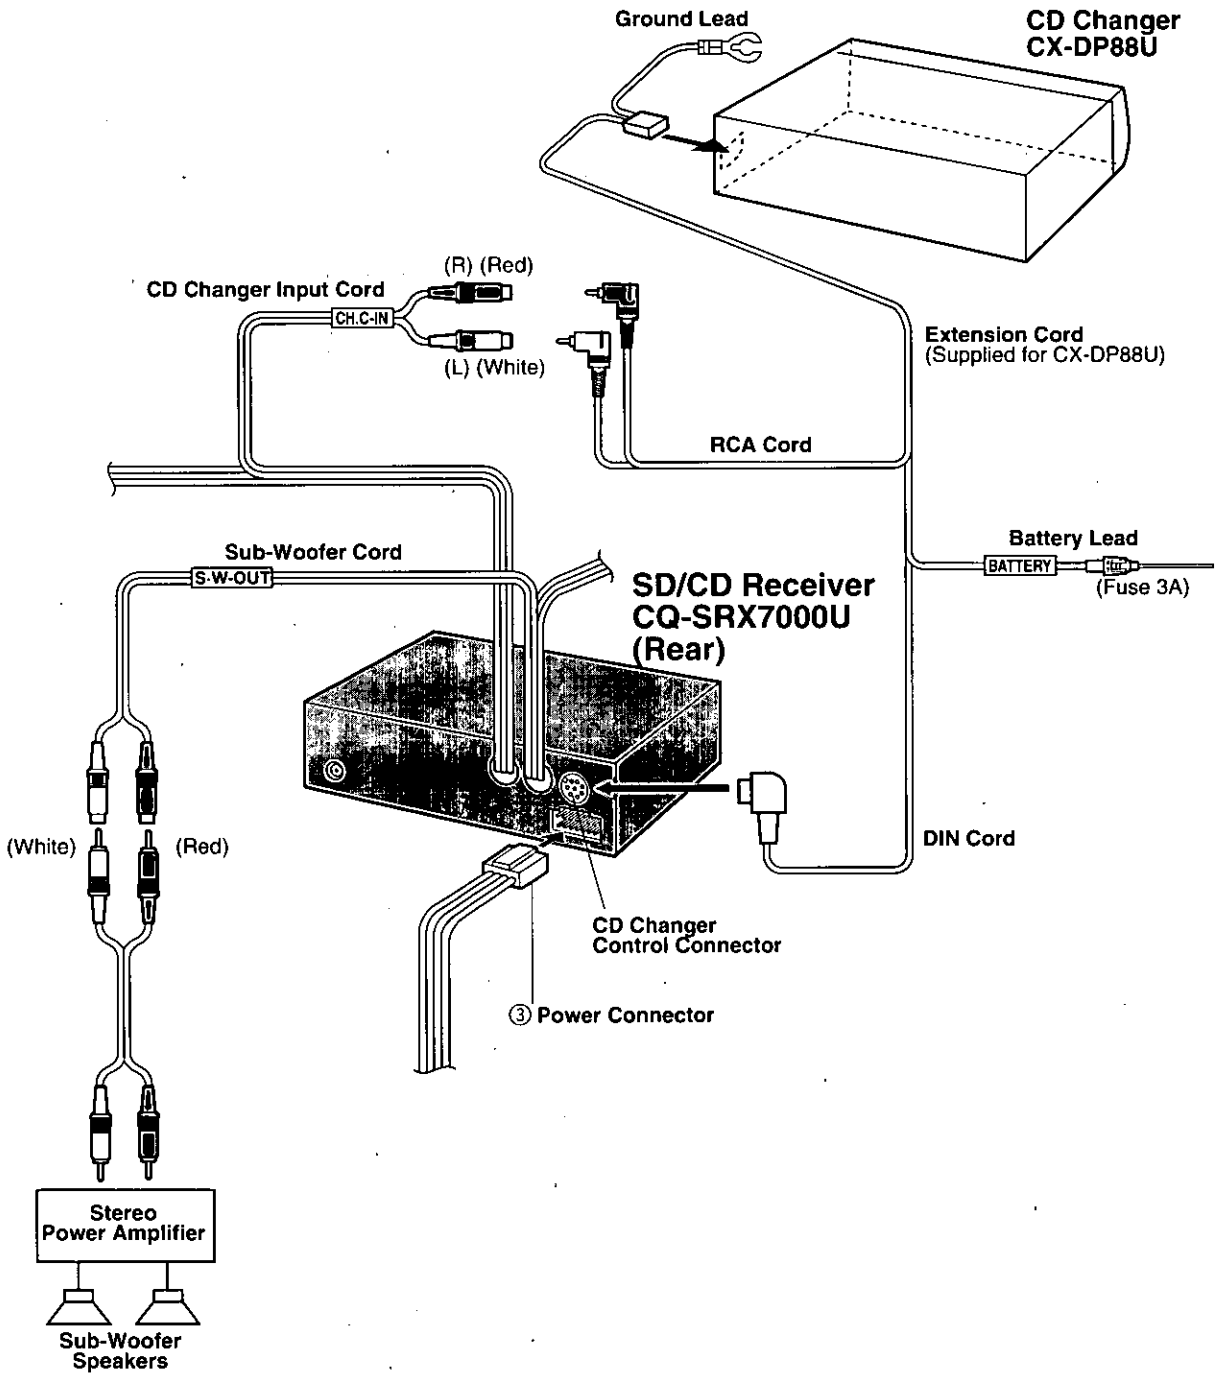 Ground Lead
CD Changer
CX-DP88U
(R) (Red)
CD Changer Input Cord
CH.C-IN
(L) (White)
Extension Cord
(Supplied for CX-DP88U)
RCA Cord
Battery Lead
BATTERY
(Fuse 3A)
Sub-Woofer Cord
S-W-OUT
SD/CD Receiver
CQ-SRX7000U
(Rear)
(White)
(Red)
DIN Cord
CD Changer
Control Connector
③ Power Connector
Stereo
Power Amplifier
Sub-Woofer
Speakers